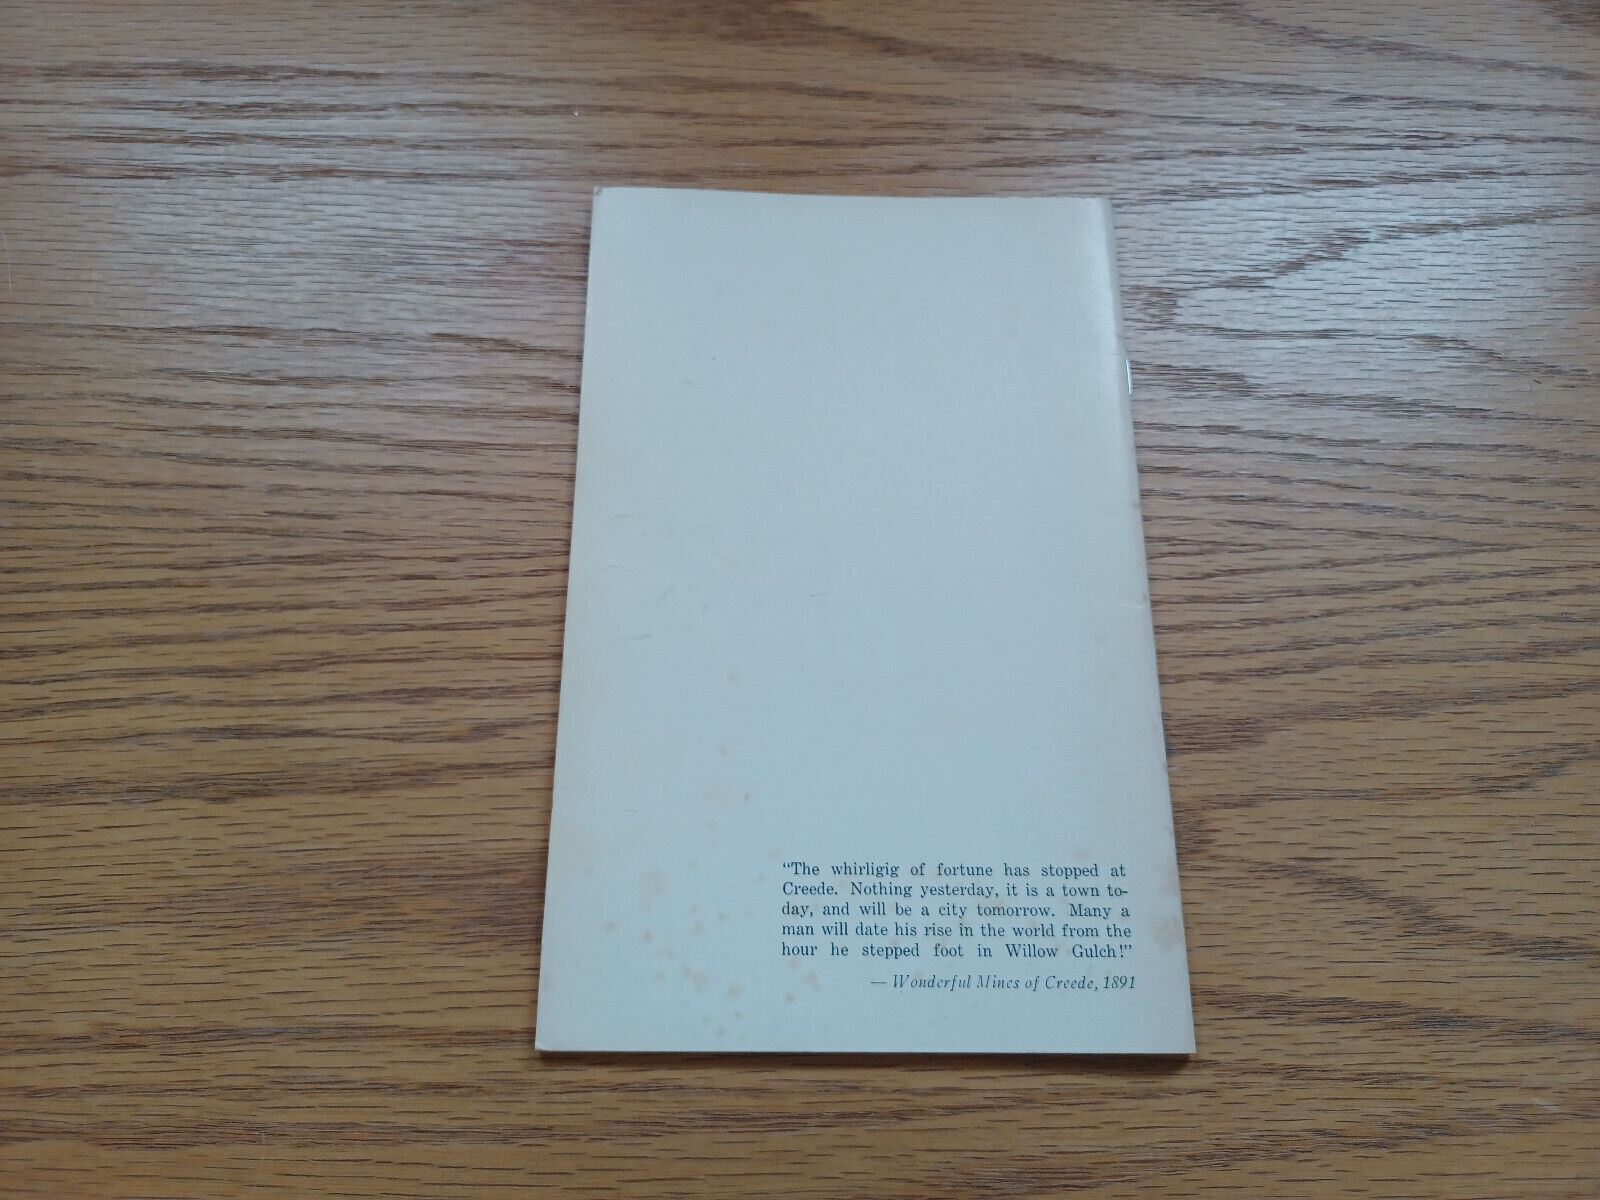 “The whirligig of fortune has stopped at
Creede. Nothing yesterday, it is a town to-
day, and will be a city tomorrow. Many a
man will date his rise in the world from the
hour he stepped foot in Willow Gulch!”
— Wonderful Mines of Creede, 1891